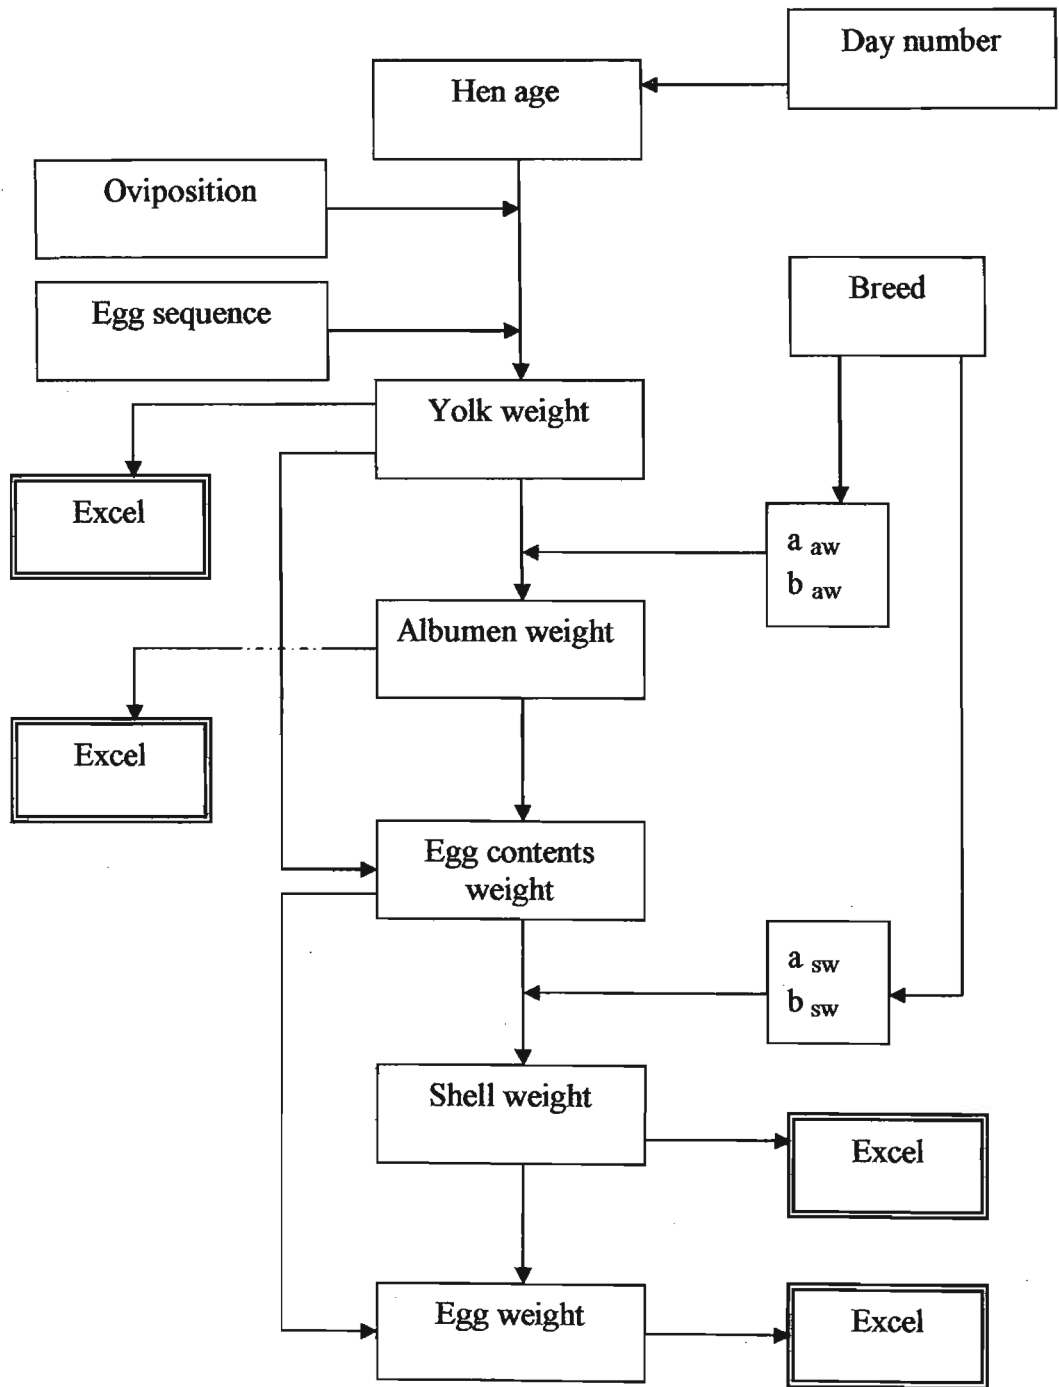 Day number
Hen age
Oviposition
Egg sequence
Breed
Yolk weight
Excel
a aw
b aw
Albumen weight
Excel
Egg contents
weight
a sw
b sw
Shell weight
Excel
Egg weight
Excel